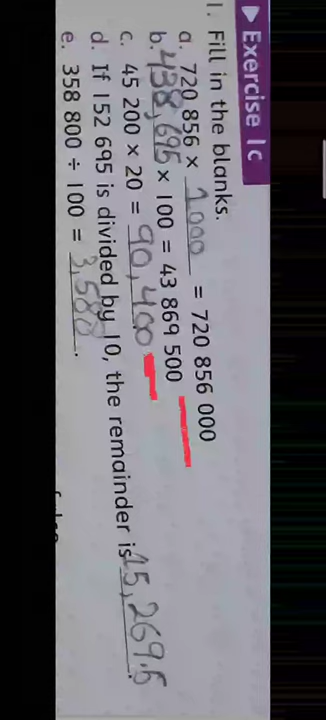 ▶ Exercise 1c
1. Fill in the blanks.
a. 720 856 × 1000 = 720 856 000
b. 438,695 × 100 = 43 869 500
c. 45 200 × 20 = 90,400
d. If 152 695 is divided by 10, the remainder is 15,269.5.
e. 358 800 ÷ 100 = 3,588.